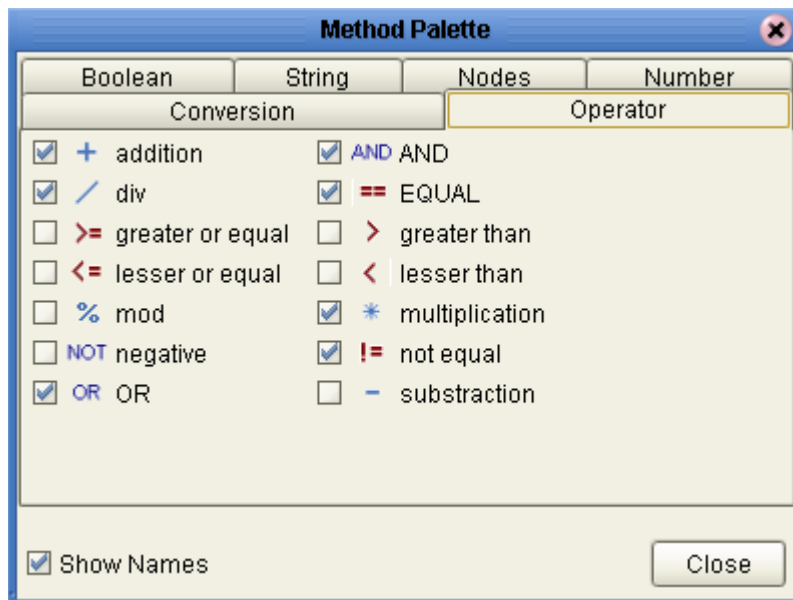 Method Palette
Boolean String Nodes Number
Conversion Operator
+ addition AND AND
/ div == EQUAL
>= greater or equal > greater than
<= lesser or equal < lesser than
% mod * multiplication
NOT negative != not equal
OR OR - substraction
Show Names Close